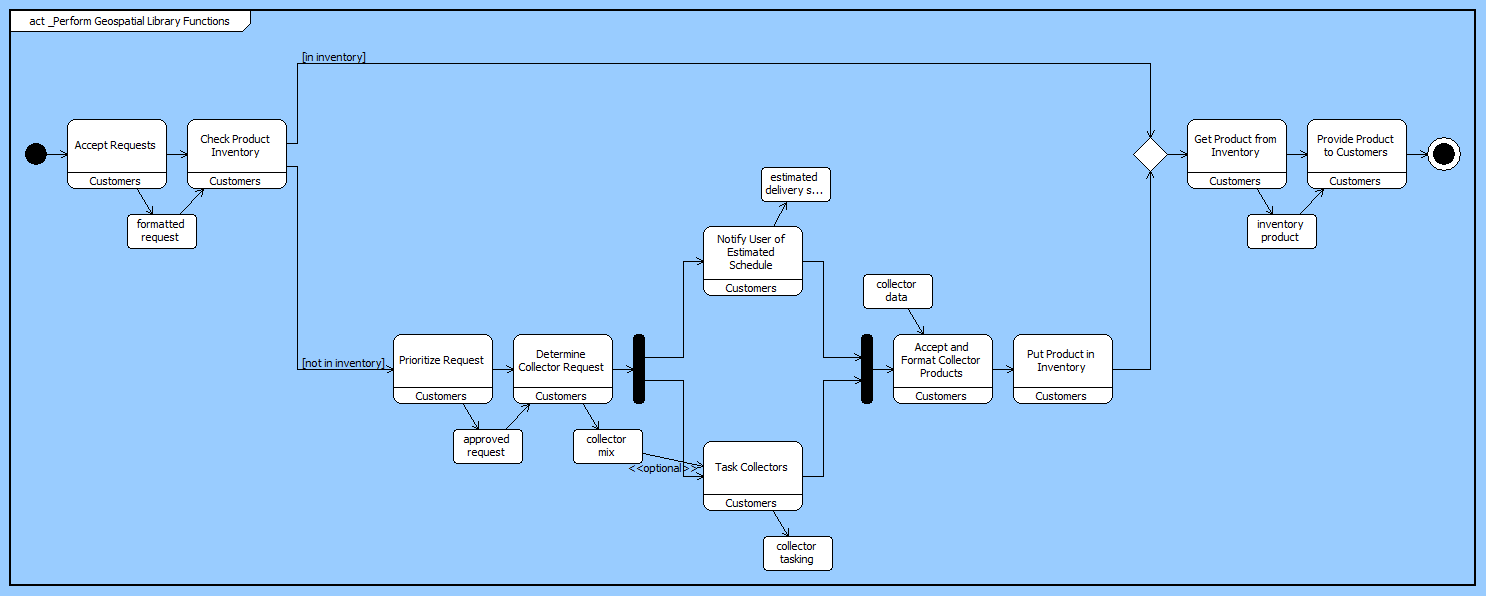 act _Perform Geospatial Library Functions
[in inventory]
Accept Requests
Customers
Check Product
Inventory
Customers
formatted
request
Get Product from
Inventory
Customers
Provide Product
to Customers
Customers
inventory
product
estimated
delivery s...
Notify User of
Estimated
Schedule
Customers
collector
data
[not in inventory]
Prioritize Request
Customers
Determine
Collector Request
Customers
Accept and
Format Collector
Products
Customers
Put Product in
Inventory
Customers
approved
request
collector
mix
<<optional>>
Task Collectors
Customers
collector
tasking